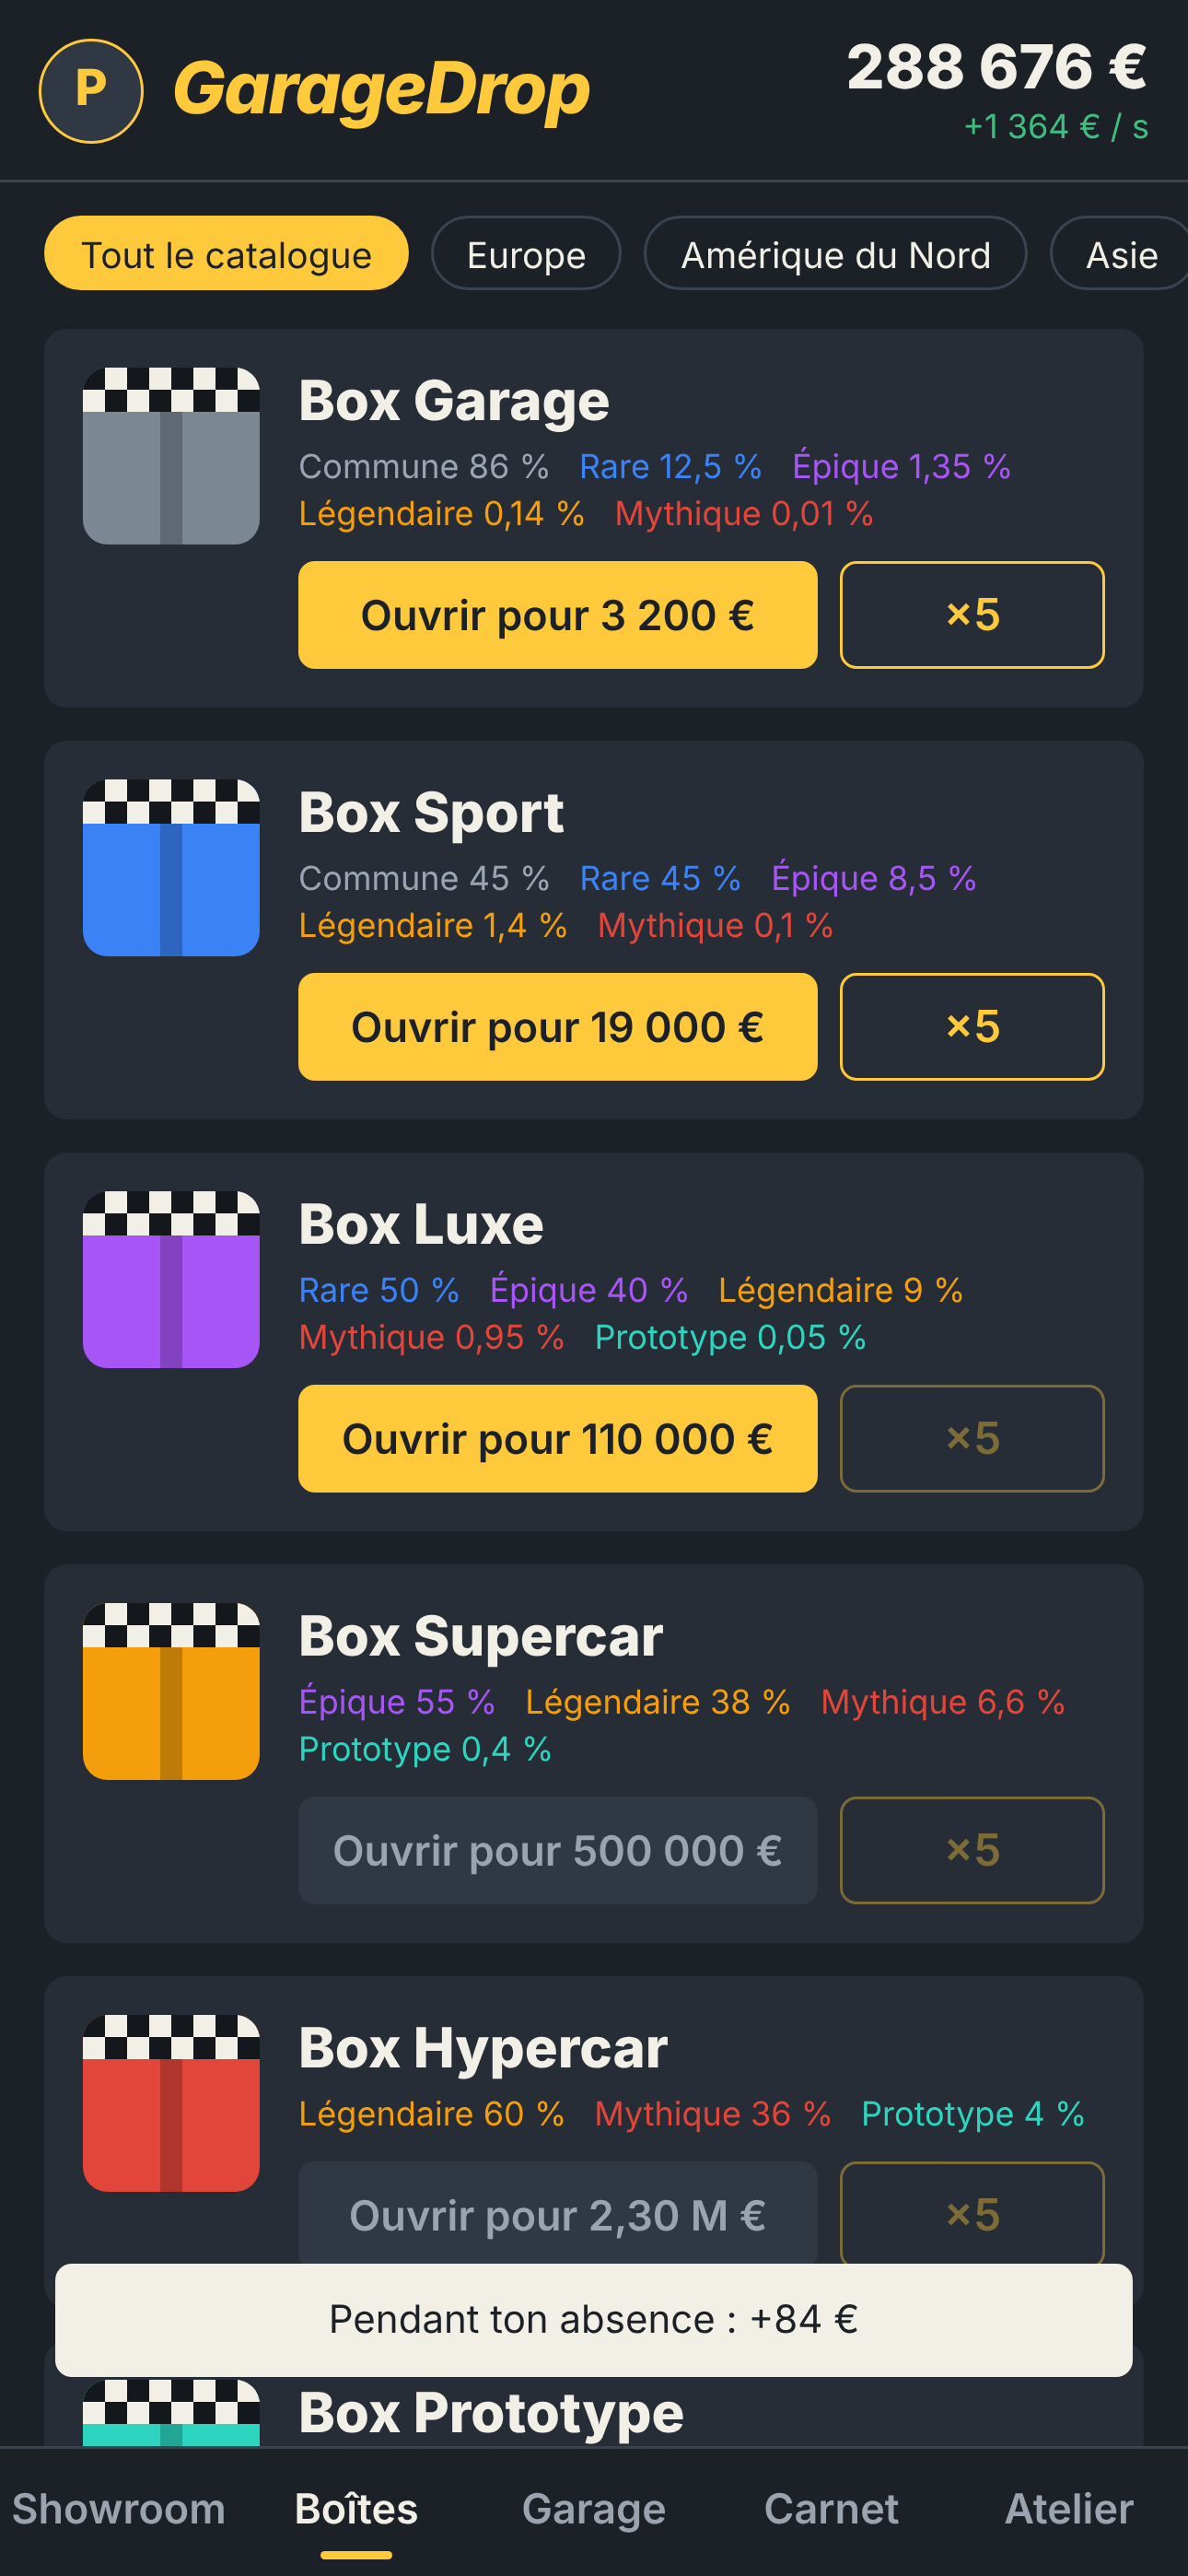 P
GarageDrop
288 676 €
+1 364 € / s
Tout le catalogue
Europe
Amérique du Nord
Asie
Box Garage
Commune 86 % Rare 12,5 % Épique 1,35 %
Légendaire 0,14 % Mythique 0,01 %
Ouvrir pour 3 200 €
×5
Box Sport
Commune 45 % Rare 45 % Épique 8,5 %
Légendaire 1,4 % Mythique 0,1 %
Ouvrir pour 19 000 €
×5
Box Luxe
Rare 50 % Épique 40 % Légendaire 9 %
Mythique 0,95 % Prototype 0,05 %
Ouvrir pour 110 000 €
×5
Box Supercar
Épique 55 % Légendaire 38 % Mythique 6,6 %
Prototype 0,4 %
Ouvrir pour 500 000 €
×5
Box Hypercar
Légendaire 60 % Mythique 36 % Prototype 4 %
Ouvrir pour 2,30 M €
×5
Pendant ton absence : +84 €
Box Prototype
Showroom
Boîtes
Garage
Carnet
Atelier